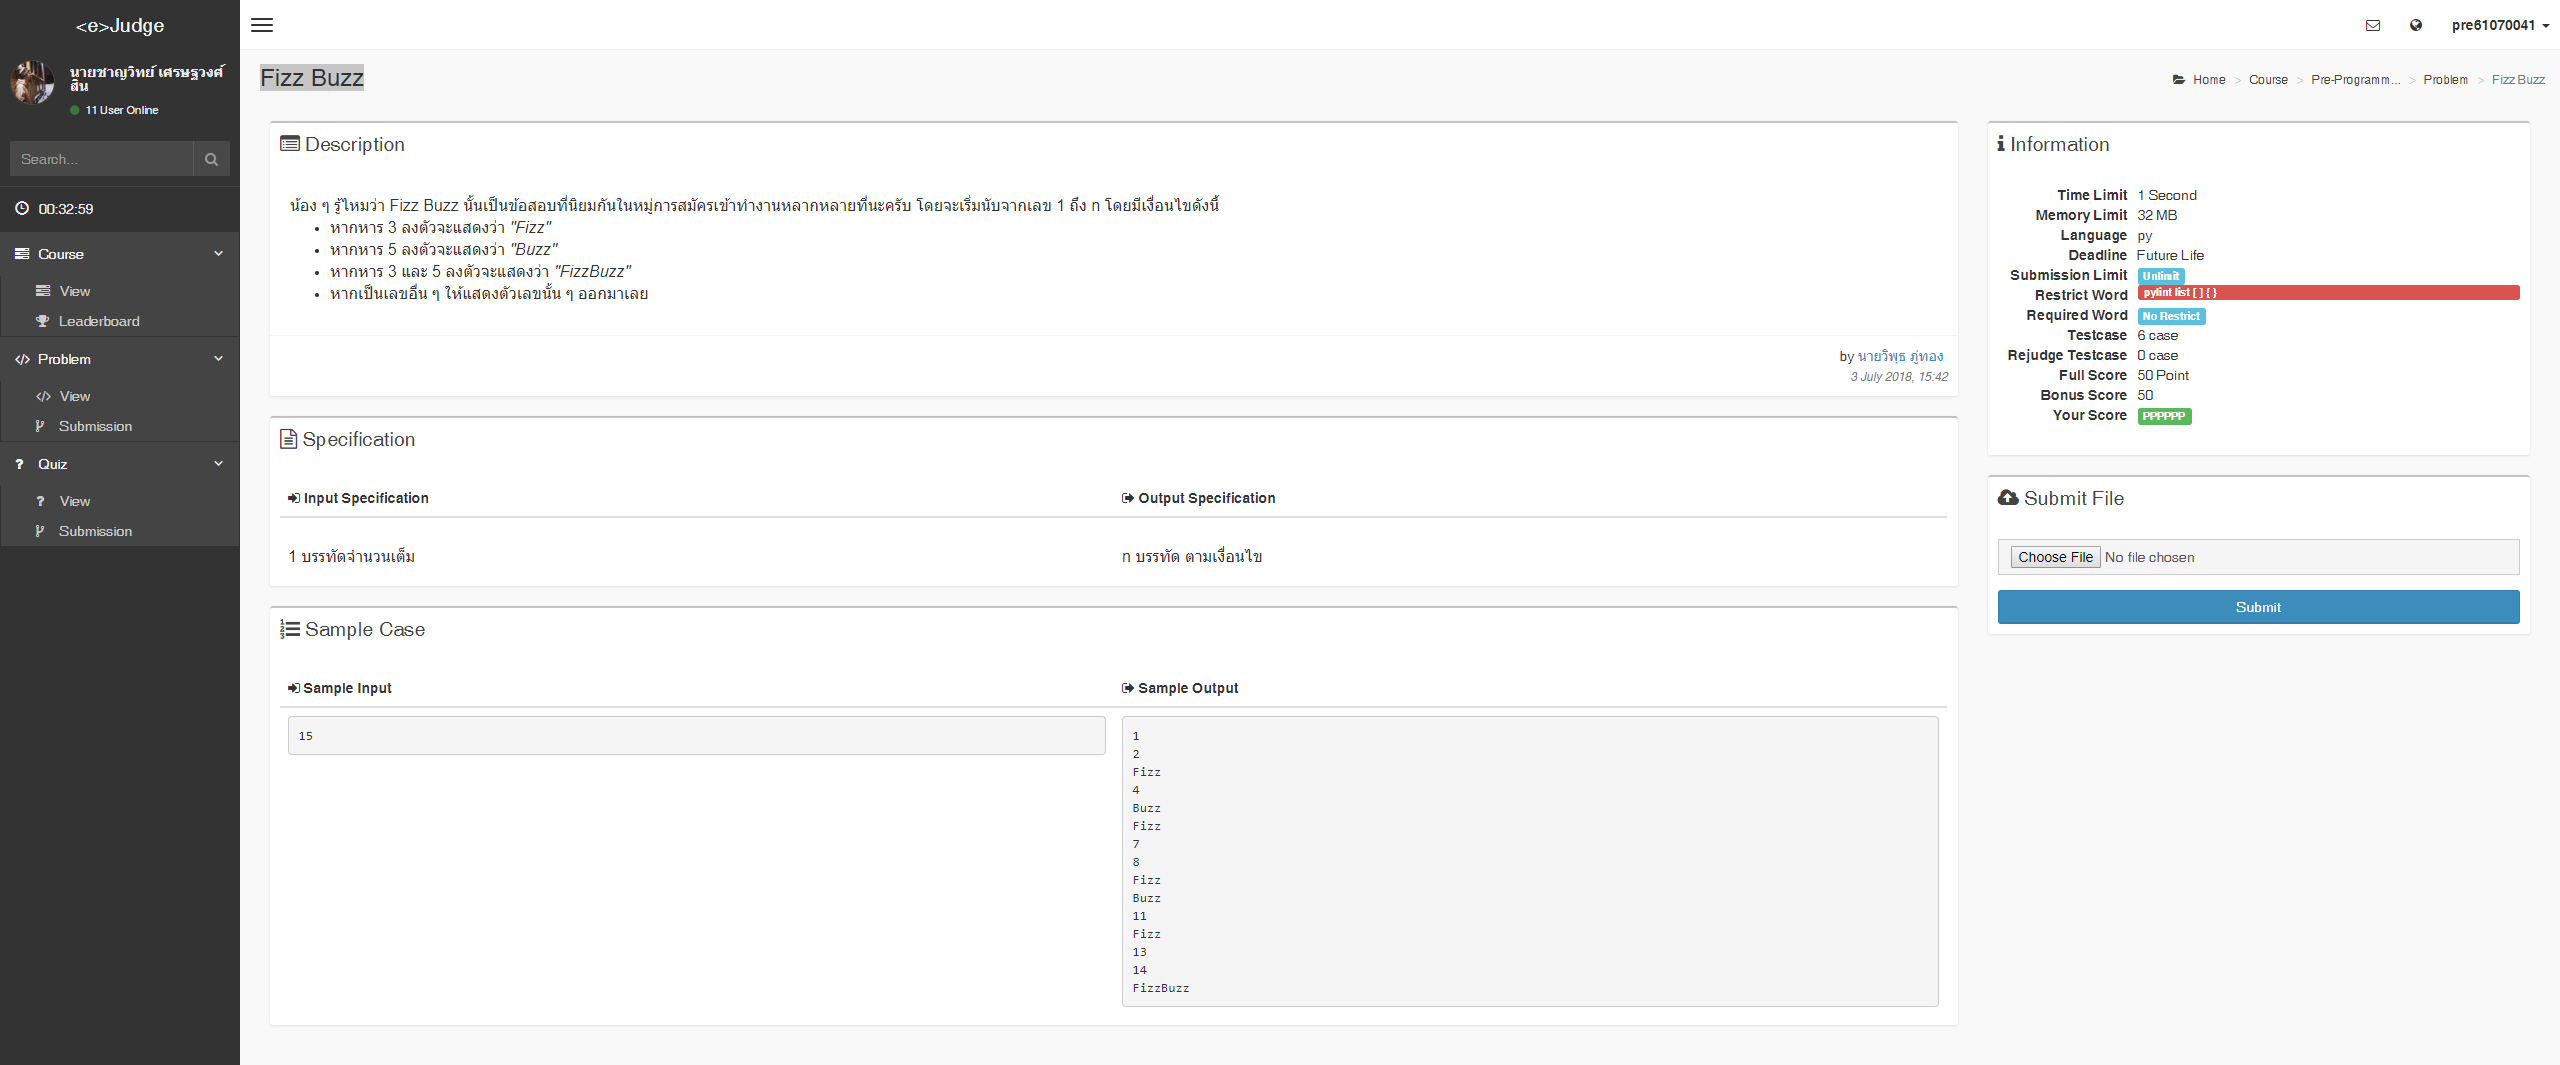 <e>Judge
นายชาญวิทย์ เศรษฐวงศ์
สิน
11 User Online
Search...
00:32:59
Course
View
Leaderboard
Problem
View
Submission
Quiz
View
Submission
pre61070041
Fizz Buzz
Home > Course > Pre-Programm... > Problem > Fizz Buzz
Description
น้อง ๆ รู้ไหมว่า Fizz Buzz นั้นเป็นข้อสอบที่นิยมกันในหมู่การสมัครเข้าทำงานหลากหลายที่นะครับ โดยจะเริ่มนับจากเลข 1 ถึง n โดยมีเงื่อนไขดังนี้
• หากหาร 3 ลงตัวจะแสดงว่า "Fizz"
• หากหาร 5 ลงตัวจะแสดงว่า "Buzz"
• หากหาร 3 และ 5 ลงตัวจะแสดงว่า "FizzBuzz"
• หากเป็นเลขอื่น ๆ ให้แสดงตัวเลขนั้น ๆ ออกมาเลย
by นายวิพุธ ภู่ทอง
3 July 2018, 15:42
Specification
Input Specification
Output Specification
1 บรรทัดจำนวนเต็ม
n บรรทัด ตามเงื่อนไข
Sample Case
Sample Input
Sample Output
15
1
2
Fizz
4
Buzz
Fizz
7
8
Fizz
Buzz
11
Fizz
13
14
FizzBuzz
Information
Time Limit 1 Second
Memory Limit 32 MB
Language py
Deadline Future Life
Submission Limit Unlimit
Restrict Word pylint list [ ] { }
Required Word No Restrict
Testcase 6 case
Rejudge Testcase 0 case
Full Score 50 Point
Bonus Score 50
Your Score PPPPPP
Submit File
Choose File No file chosen
Submit